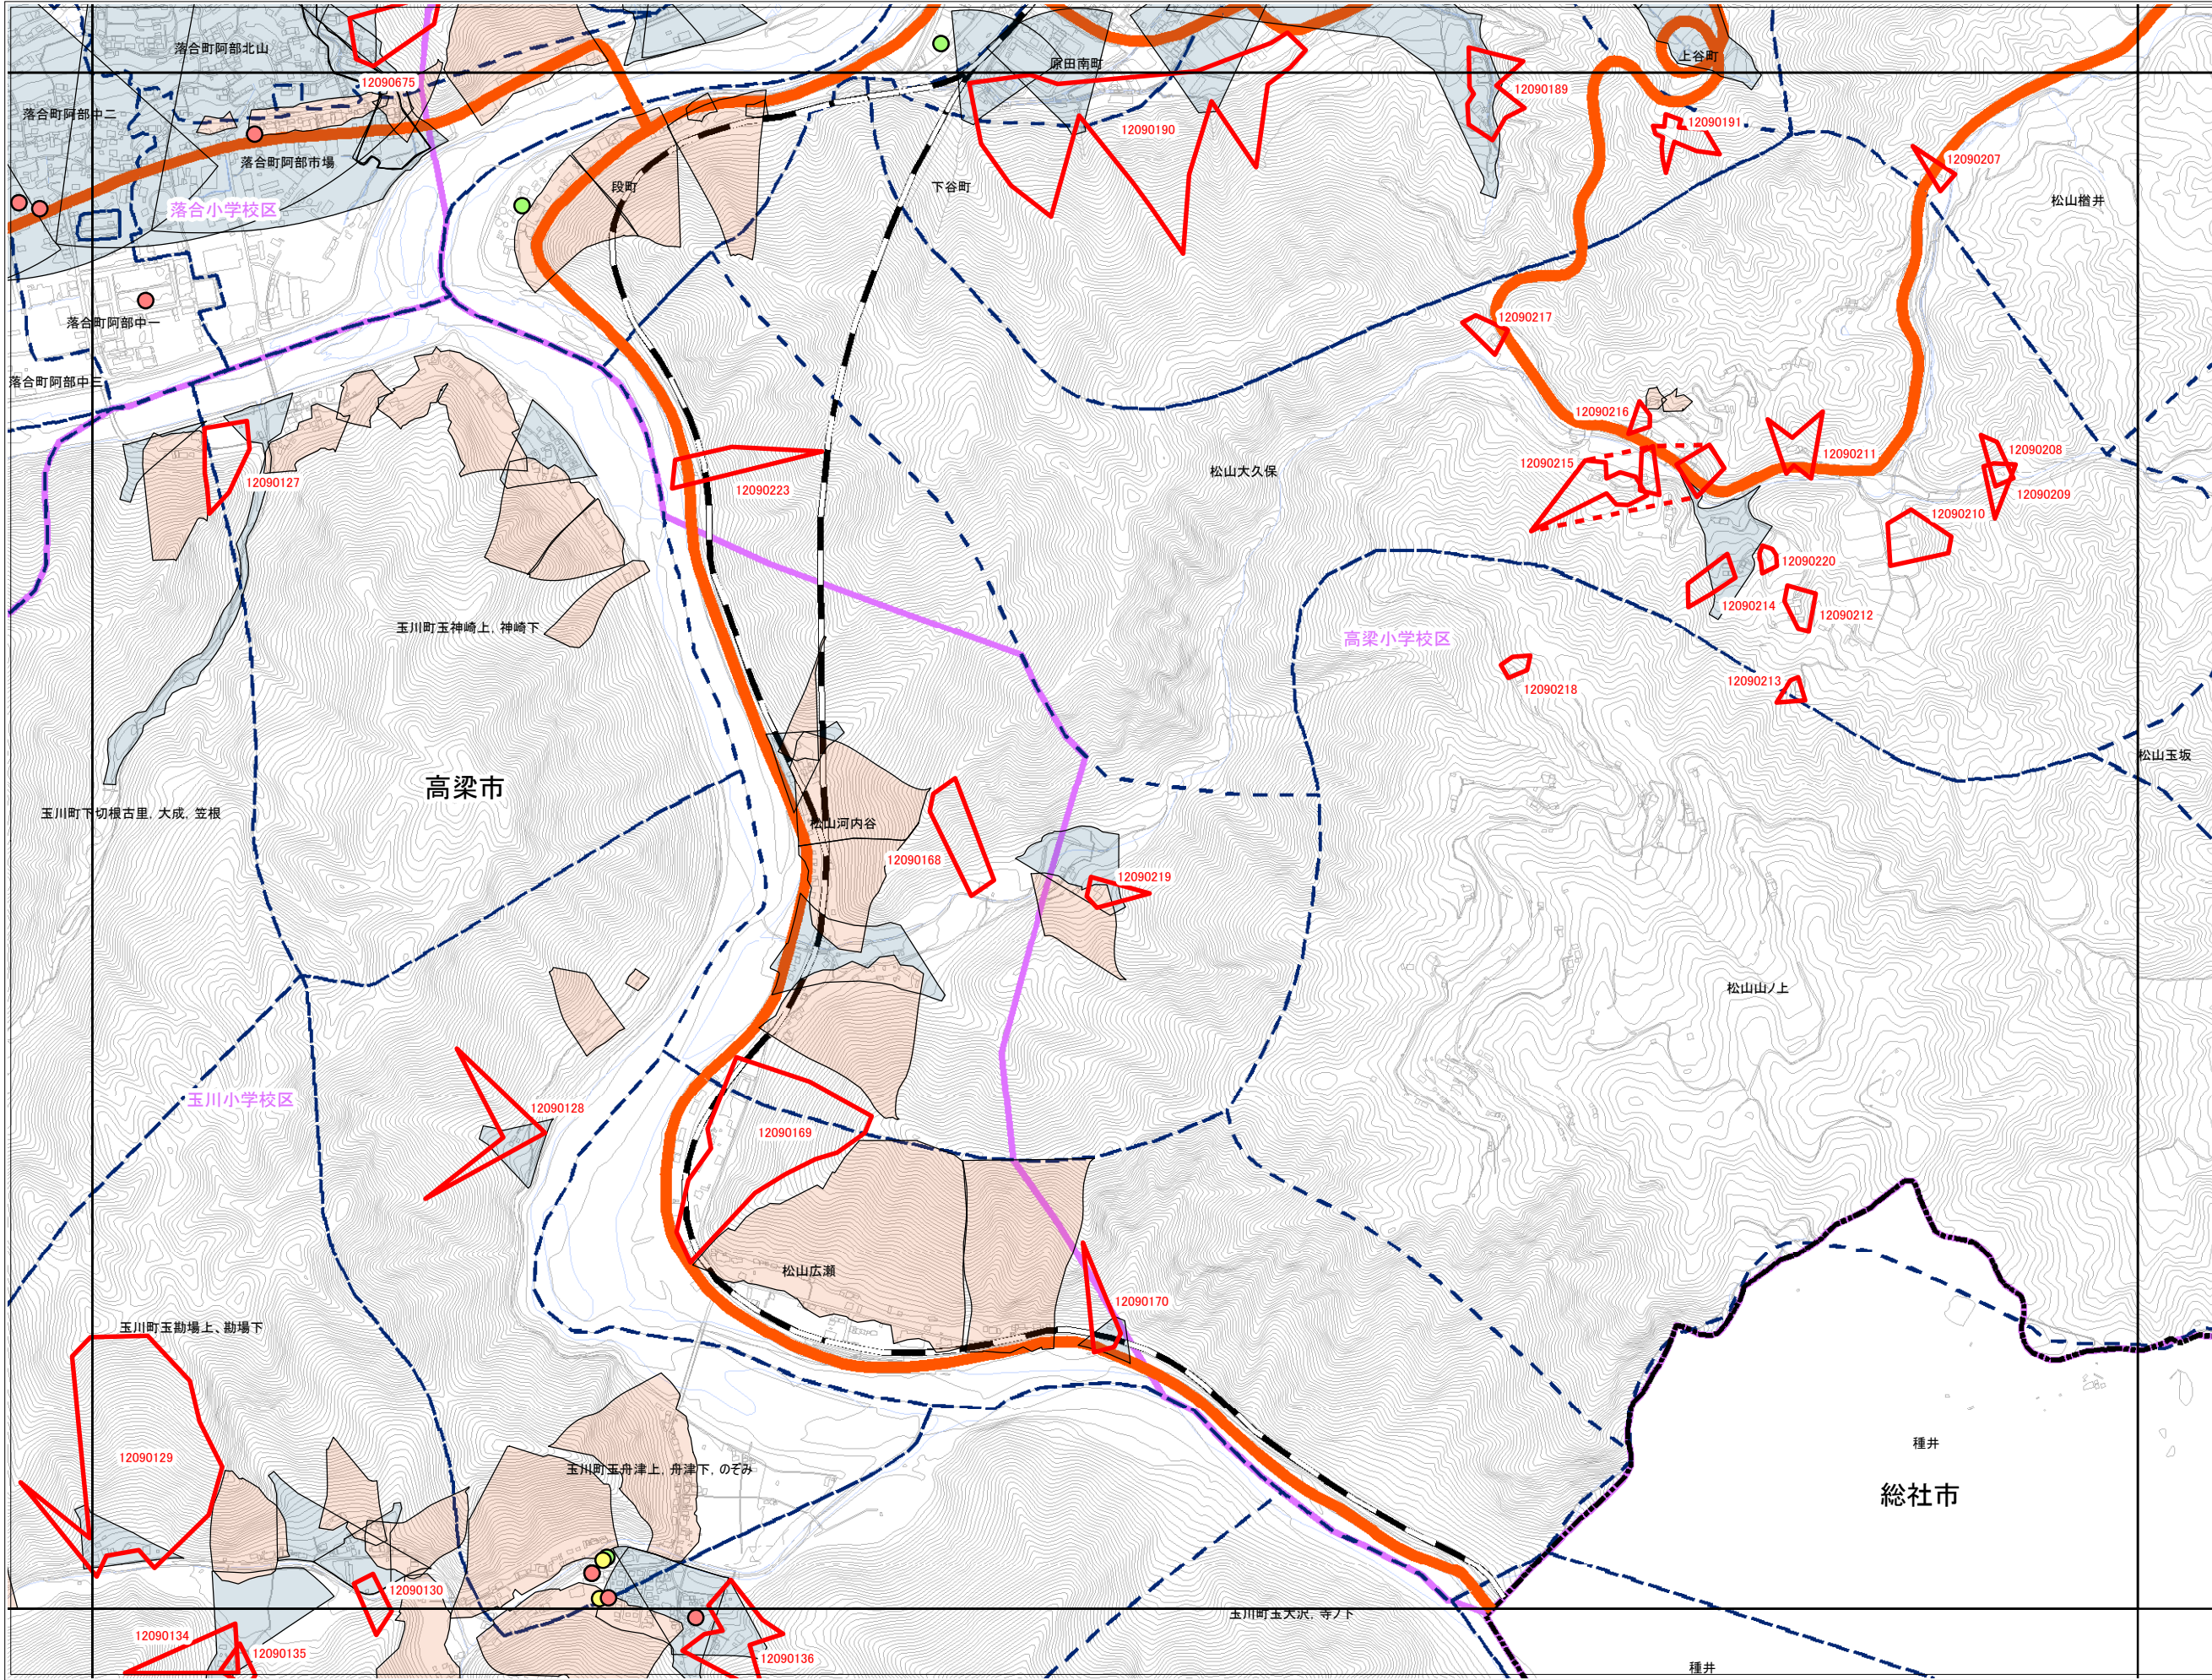 落合町阿部北山
原田南町
上谷町
12090675
落合町阿部中二
12090189
12090190
12090191
落合町阿部市場
12090207
段町
下谷町
松山楢井
落合小学校区
12090217
落合町阿部中一
落合町阿部中三
12090216
12090211
12090208
12090215
松山大久保
12090127
12090223
12090209
12090210
12090220
12090214
12090212
玉川町玉神崎上, 神崎下
高梁小学校区
12090213
12090218
松山玉坂
高梁市
玉川町下切根古里, 大成, 笠根
松山河内谷
12090168
12090219
松山山ノ上
玉川小学校区
12090128
12090169
松山広瀬
12090170
玉川町玉勘場上、勘場下
種井
12090129
玉川町玉舟津上, 舟津下, のぞみ
総社市
12090130
玉川町玉大沢, 寺ノ下
12090134
12090135
12090136
種井